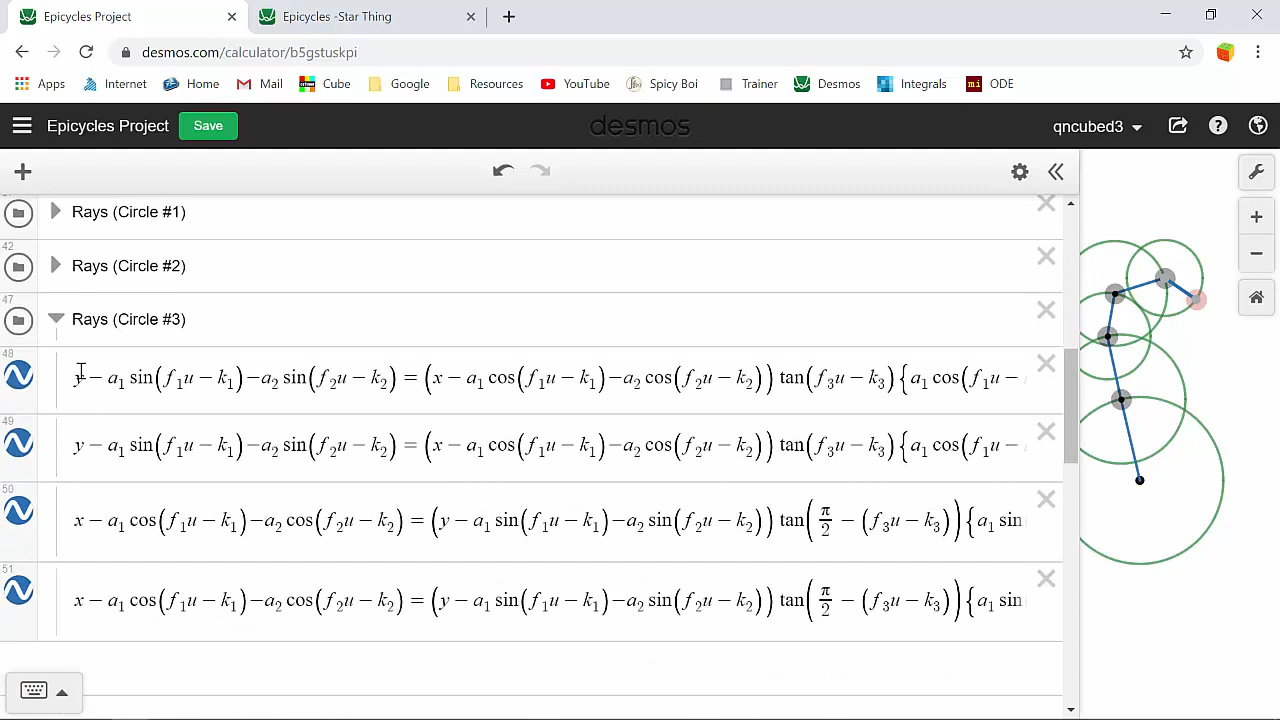 Epicycles Project
Epicycles -Star Thing
desmos.com/calculator/b5gstuskpi
Apps Internet Home Mail Cube Google Resources YouTube Spicy Boi Trainer Desmos Integrals ODE
Epicycles Project Save desmos qncubed3
42
47
48
49
50
51
Rays (Circle #1)
Rays (Circle #2)
Rays (Circle #3)
y − a₁ sin(f₁u − k₁) − a₂ sin(f₂u − k₂) = (x − a₁ cos(f₁u − k₁) − a₂ cos(f₂u − k₂)) tan(f₃u − k₃) {a₁ cos(f₁u −
y − a₁ sin(f₁u − k₁) − a₂ sin(f₂u − k₂) = (x − a₁ cos(f₁u − k₁) − a₂ cos(f₂u − k₂)) tan(f₃u − k₃) {a₁ cos(f₁u −
x − a₁ cos(f₁u − k₁) − a₂ cos(f₂u − k₂) = (y − a₁ sin(f₁u − k₁) − a₂ sin(f₂u − k₂)) tan(π/2 − (f₃u − k₃)) {a₁ sin
x − a₁ cos(f₁u − k₁) − a₂ cos(f₂u − k₂) = (y − a₁ sin(f₁u − k₁) − a₂ sin(f₂u − k₂)) tan(π/2 − (f₃u − k₃)) {a₁ sin